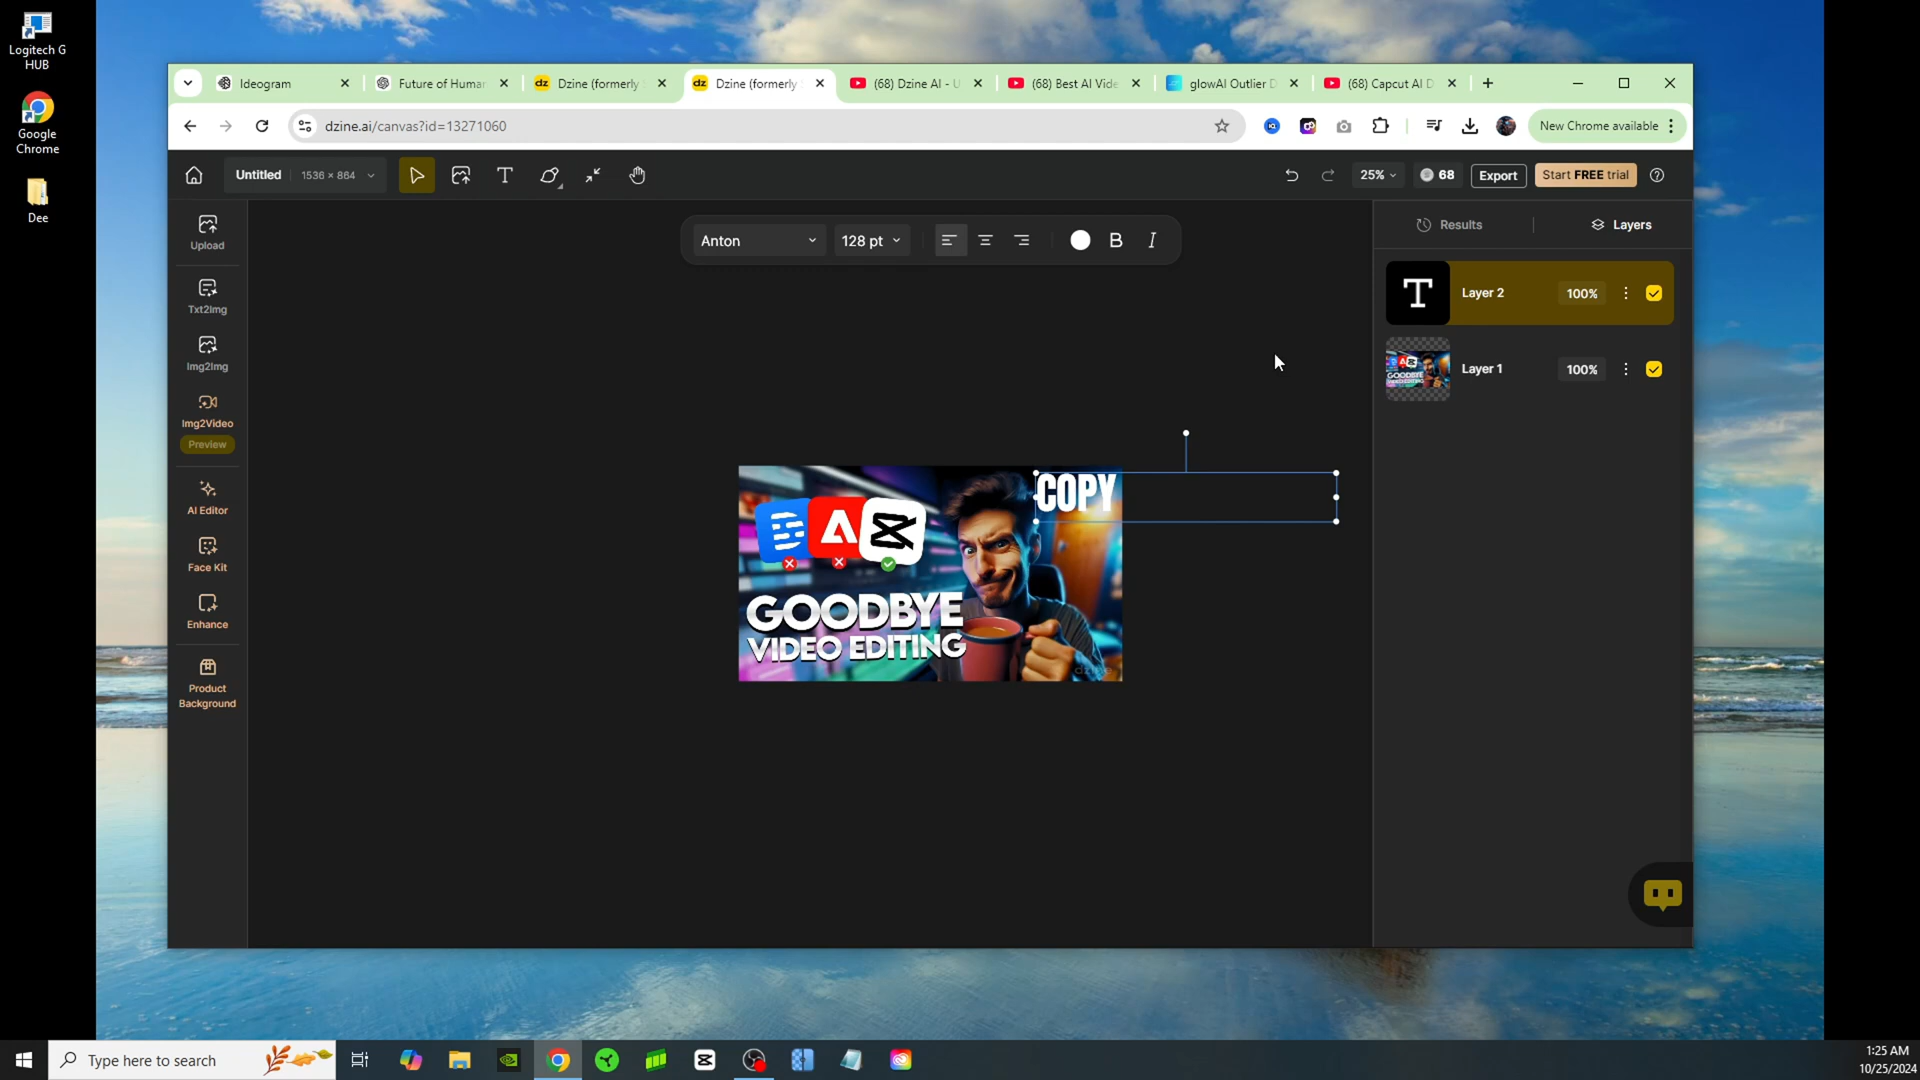 Logitech G
HUB
Google
Chrome
Dee
Ideogram
Future of Human
Dzine (formerly
Dzine (formerly
(68) Dzine AI - U
(68) Best AI Vide
glowAI Outlier D
(68) Capcut AI D
dzine.ai/canvas?id=13271060
New Chrome available
Untitled
1536 × 864
25%
68
Export
Start FREE trial
Upload
Txt2Img
Img2Img
Img2Video
Preview
AI Editor
Face Kit
Enhance
Product
Background
Anton
128 pt
B
I
Results
Layers
T
Layer 2
100%
Layer 1
100%
COPY
GOODBYE
VIDEO EDITING
dzine
Type here to search
1:25 AM
10/25/2024